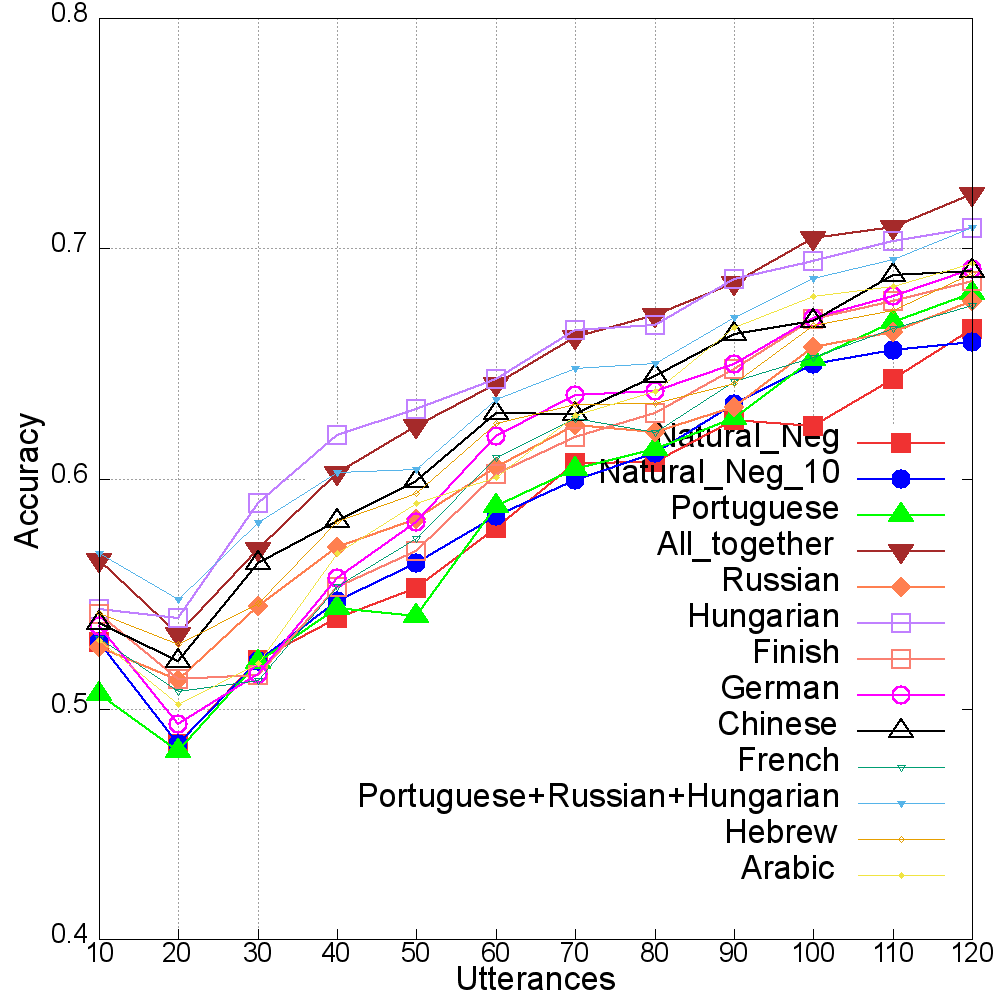 0.8
0.7
0.6
0.5
0.4
Accuracy
Natural_Neg
Natural_Neg_10
Portuguese
All_together
Russian
Hungarian
Finish
German
Chinese
French
Portuguese+Russian+Hungarian
Hebrew
Arabic
10 20 30 40 50 60 70 80 90 100 110 120
Utterances